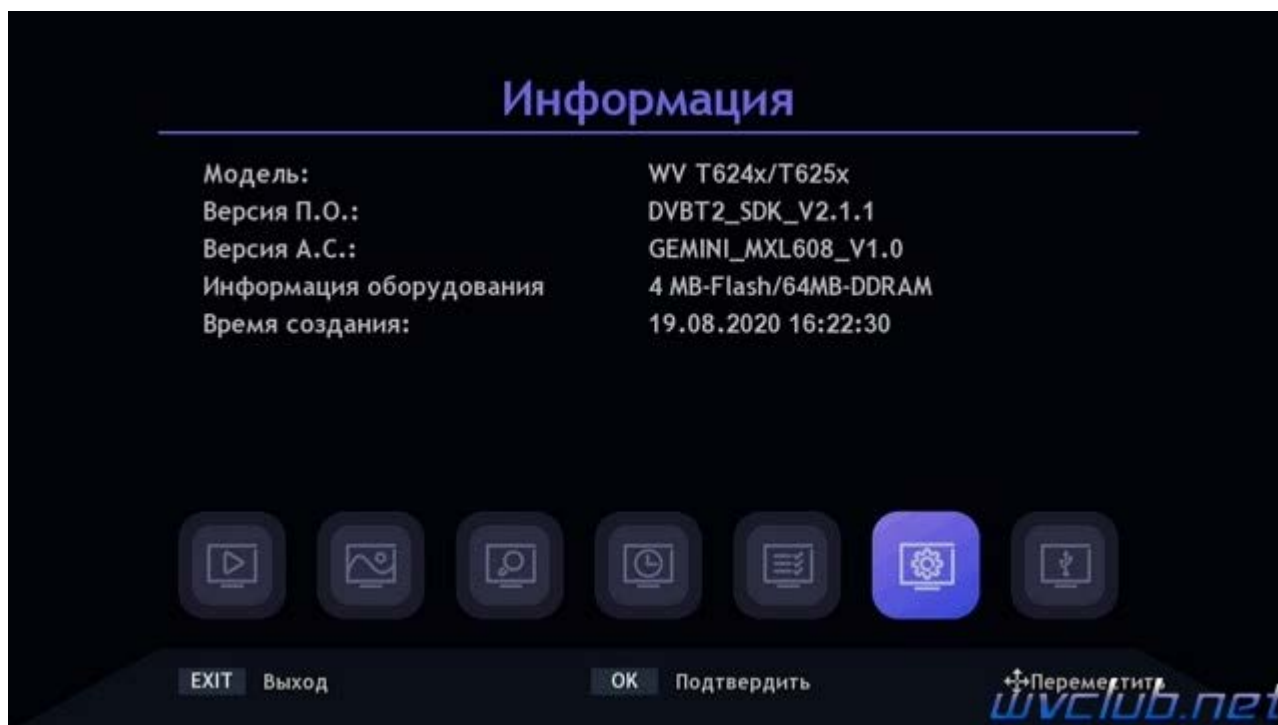 Информация
Модель: WV T624x/T625x
Версия П.О.: DVBT2_SDK_V2.1.1
Версия А.С.: GEMINI_MXL608_V1.0
Информация оборудования 4 MB-Flash/64MB-DDRAM
Время создания: 19.08.2020 16:22:30
EXIT Выход OK Подтвердить Переместить
wvclub.net